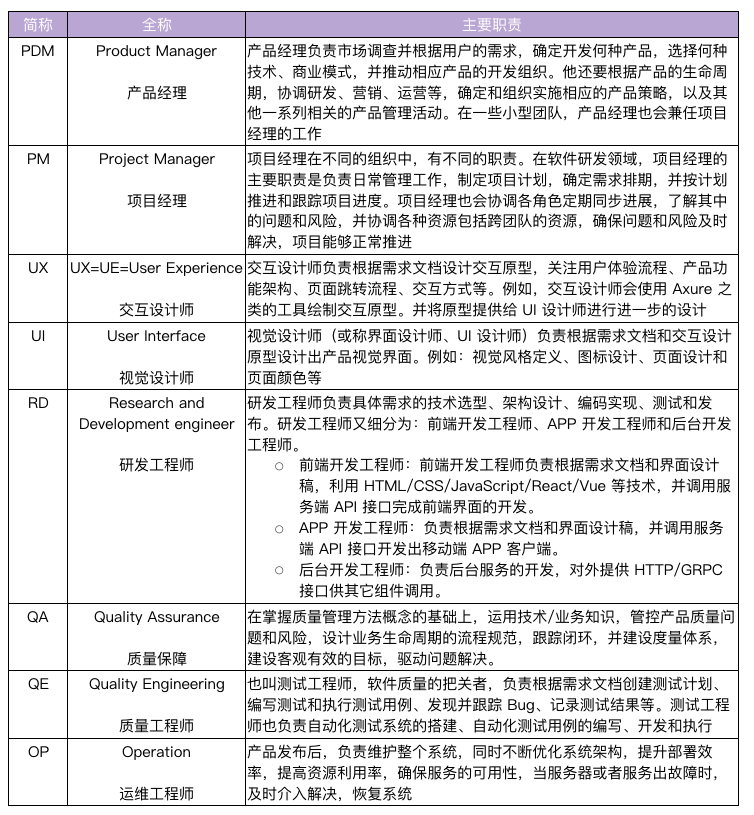 简称 全称 主要职责
PDM
Product Manager
产品经理
产品经理负责市场调查并根据用户的需求，确定开发何种产品，选择何种
技术、商业模式，并推动相应产品的开发组织。他还要根据产品的生命周
期，协调研发、营销、运营等，确定和组织实施相应的产品策略，以及其
他一系列相关的产品管理活动。在一些小型团队，产品经理也会兼任项目
经理的工作
PM
Project Manager
项目经理
项目经理在不同的组织中，有不同的职责。在软件研发领域，项目经理的
主要职责是负责日常管理工作，制定项目计划，确定需求排期，并按计划
推进和跟踪项目进度。项目经理也会协调各角色定期同步进展，了解其中
的问题和风险，并协调各种资源包括跨团队的资源，确保问题和风险及时
解决，项目能够正常推进
UX
UX=UE=User Experience
交互设计师
交互设计师负责根据需求文档设计交互原型，关注用户体验流程、产品功
能架构、页面跳转流程、交互方式等。例如，交互设计师会使用 Axure 之
类的工具绘制交互原型。并将原型提供给 UI 设计师进行进一步的设计
UI
User Interface
视觉设计师
视觉设计师（或称界面设计师、UI 设计师）负责根据需求文档和交互设计
原型设计出产品视觉界面。例如：视觉风格定义、图标设计、页面设计和
页面颜色等
RD
Research and
Development engineer
研发工程师
研发工程师负责具体需求的技术选型、架构设计、编码实现、测试和发
布。研发工程师又细分为：前端开发工程师、APP 开发工程师和后台开发
工程师。
○ 前端开发工程师：前端开发工程师负责根据需求文档和界面设计
稿，利用 HTML/CSS/JavaScript/React/Vue 等技术，并调用服
务端 API 接口完成前端界面的开发。
○ APP 开发工程师：负责根据需求文档和界面设计稿，并调用服务
端 API 接口开发出移动端 APP 客户端。
○ 后台开发工程师：负责后台服务的开发，对外提供 HTTP/GRPC
接口供其它组件调用。
QA
Quality Assurance
质量保障
在掌握质量管理方法概念的基础上，运用技术/业务知识，管控产品质量问
题和风险，设计业务生命周期的流程规范，跟踪闭环，并建设度量体系，
建设客观有效的目标，驱动问题解决。
QE
Quality Engineering
质量工程师
也叫测试工程师，软件质量的把关者，负责根据需求文档创建测试计划、
编写测试和执行测试用例、发现并跟踪 Bug、记录测试结果等。测试工程
师也负责自动化测试系统的搭建、自动化测试用例的编写、开发和执行
OP
Operation
运维工程师
产品发布后，负责维护整个系统，同时不断优化系统架构，提升部署效
率，提高资源利用率，确保服务的可用性，当服务器或者服务出故障时，
及时介入解决，恢复系统